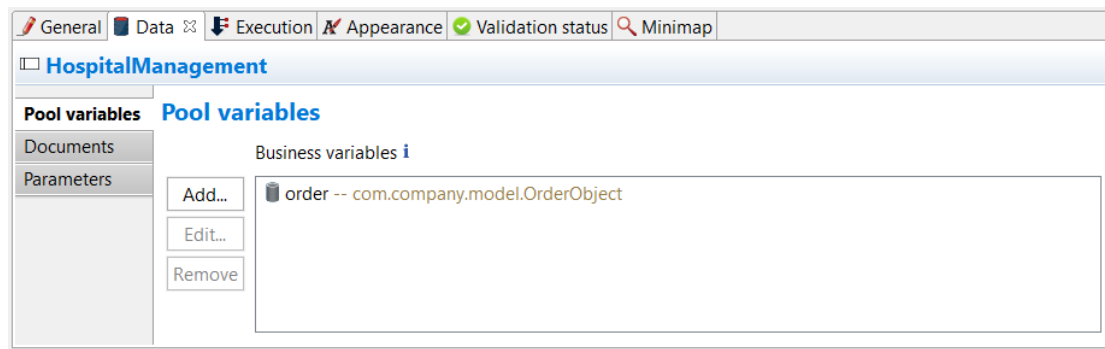 General Data Execution Appearance Validation status Minimap
HospitalManagement
Pool variables Pool variables
Documents Business variables i
Parameters
Add... order -- com.company.model.OrderObject
Edit...
Remove